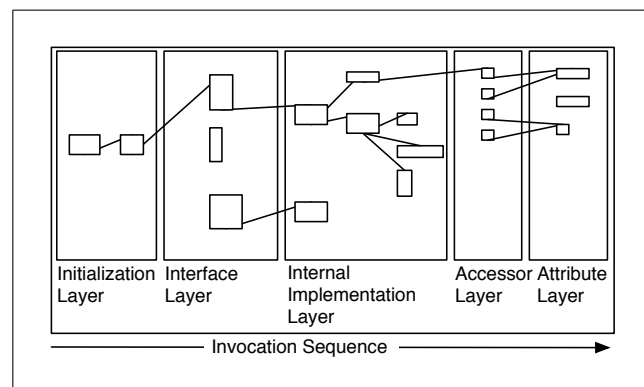 Initialization
Layer
Interface
Layer
Internal
Implementation
Layer
Accessor
Layer
Attribute
Layer
Invocation Sequence